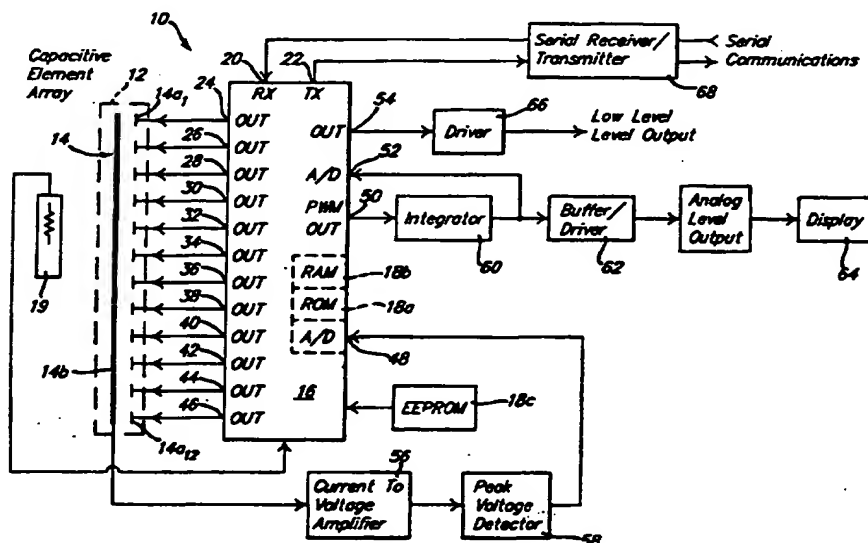 10
Capacitive
Element
Array
12
14a1
20
22
RX
TX
Serial Receiver/
Transmitter
68
Serial
Communications
14
24
OUT
26
OUT
28
OUT
30
OUT
32
OUT
34
OUT
36
OUT
38
OUT
40
OUT
42
OUT
44
OUT
46
OUT
14b
14a12
19
54
OUT
66
Driver
Low Level
Level Output
52
A/D
50
PWM
OUT
Integrator
60
Buffer/
Driver
62
Analog
Level
Output
Display
64
RAM
18b
ROM
18a
A/D
48
16
EEPROM
18c
56
Current To
Voltage
Amplifier
Peak
Voltage
Detector
58